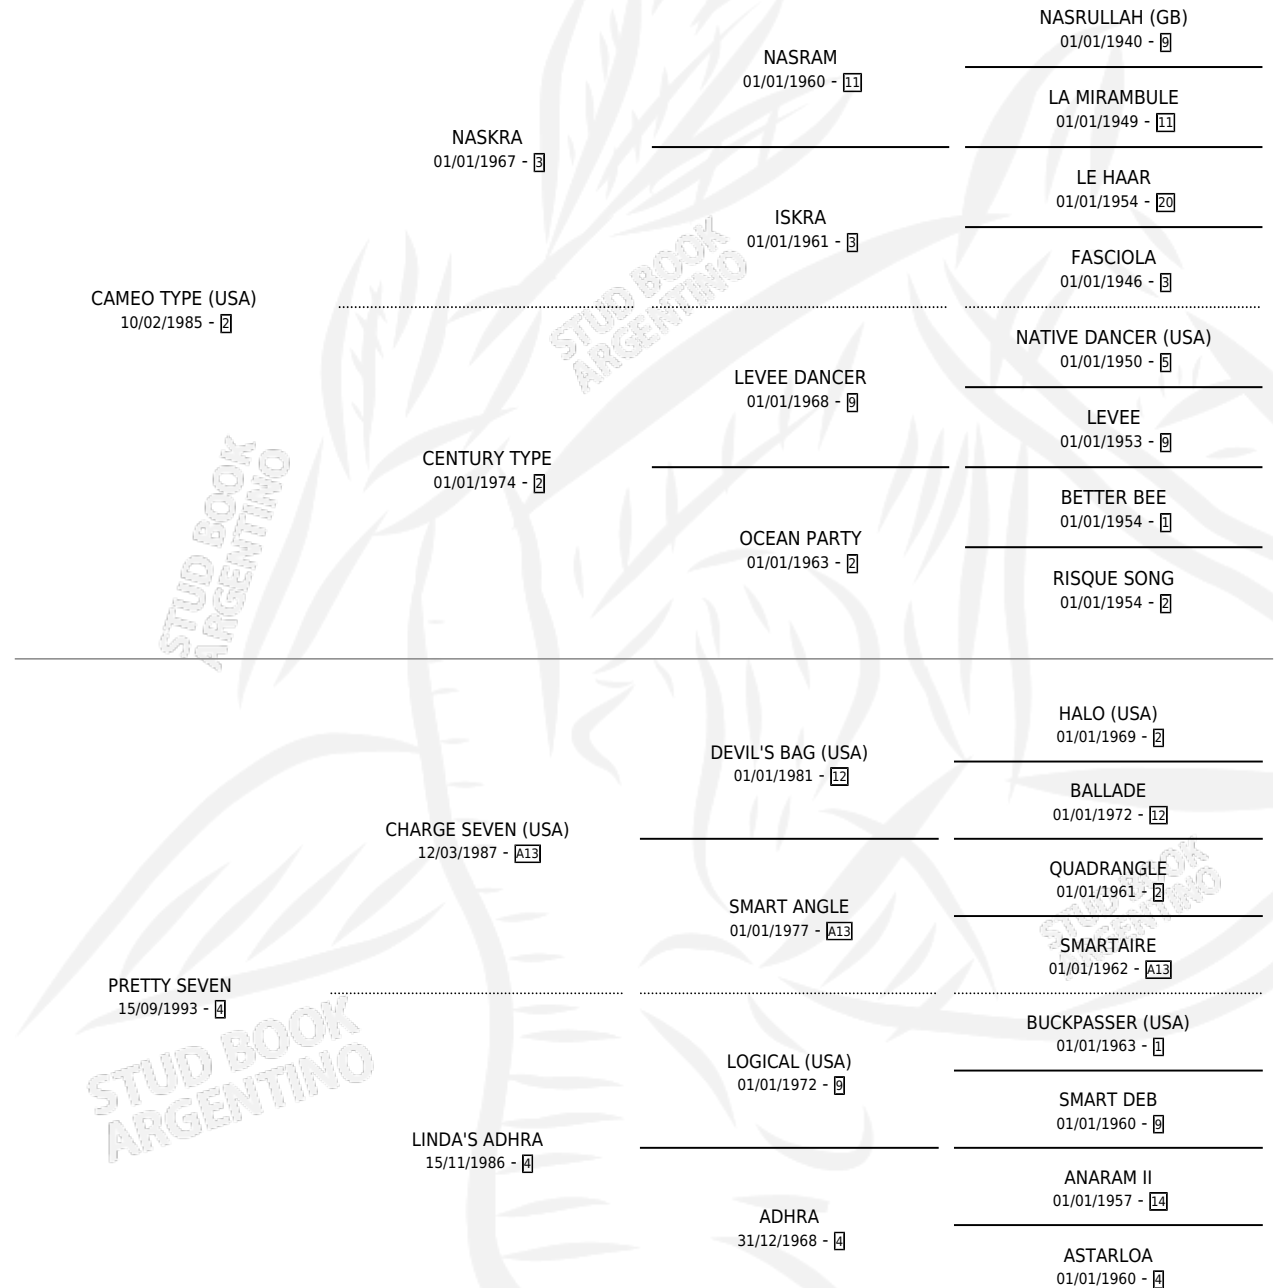 NASRULLAH (GB)
01/01/1940 - 9
NASRAM
01/01/1960 - 11
LA MIRAMBULE
01/01/1949 - 11
NASKRA
01/01/1967 - 3
LE HAAR
01/01/1954 - 20
ISKRA
01/01/1961 - 3
FASCIOLA
01/01/1946 - 3
CAMEO TYPE (USA)
10/02/1985 - 2
NATIVE DANCER (USA)
01/01/1950 - 5
LEVEE DANCER
01/01/1968 - 9
LEVEE
01/01/1953 - 9
CENTURY TYPE
01/01/1974 - 2
BETTER BEE
01/01/1954 - 1
OCEAN PARTY
01/01/1963 - 2
RISQUE SONG
01/01/1954 - 2
HALO (USA)
01/01/1969 - 2
DEVIL'S BAG (USA)
01/01/1981 - 12
BALLADE
01/01/1972 - 12
CHARGE SEVEN (USA)
12/03/1987 - A13
QUADRANGLE
01/01/1961 - 2
SMART ANGLE
01/01/1977 - A13
SMARTAIRE
01/01/1962 - A13
PRETTY SEVEN
15/09/1993 - 4
BUCKPASSER (USA)
01/01/1963 - 1
LOGICAL (USA)
01/01/1972 - 9
SMART DEB
01/01/1960 - 9
LINDA'S ADHRA
15/11/1986 - 4
ANARAM II
01/01/1957 - 14
ADHRA
31/12/1968 - 4
ASTARLOA
01/01/1960 - 4
STUD BOOK
ARGENTINO
STUD BOOK
ARGENTINO
STUD BOOK
ARGENTINO
STUD BOOK
ARGENTINO